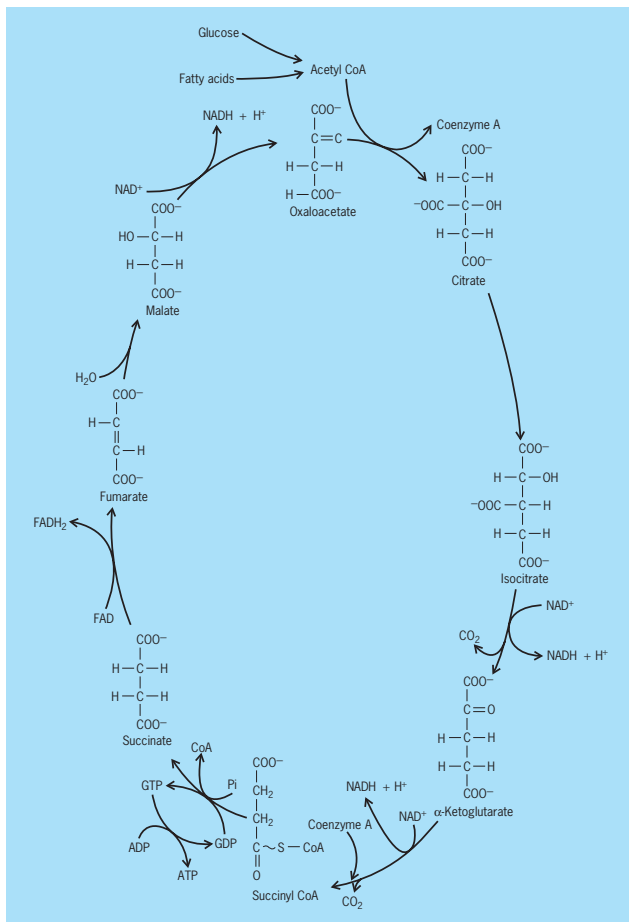 Glucose
Fatty acids
Acetyl CoA
NADH + H⁺
COO⁻
C=C
H—C—H
H—COO⁻
Oxaloacetate
Coenzyme A
COO⁻
H—C—H
⁻OOC—C—OH
H—C—H
COO⁻
Citrate
NAD⁺
COO⁻
HO—C—H
H—C—H
COO⁻
Malate
H₂O
COO⁻
H—C
C—H
COO⁻
Fumarate
COO⁻
H—C—OH
⁻OOC—C—H
H—C—H
COO⁻
Isocitrate
NAD⁺
CO₂
NADH + H⁺
FADH₂
FAD
COO⁻
H—C—H
H—C—H
COO⁻
Succinate
COO⁻
C=O
H—C—H
H—C—H
COO⁻
α-Ketoglutarate
CoA
Pi
GTP
GDP
ADP
ATP
COO⁻
CH₂
CH₂
C~S—CoA
O
Succinyl CoA
NADH + H⁺
NAD⁺
Coenzyme A
CO₂